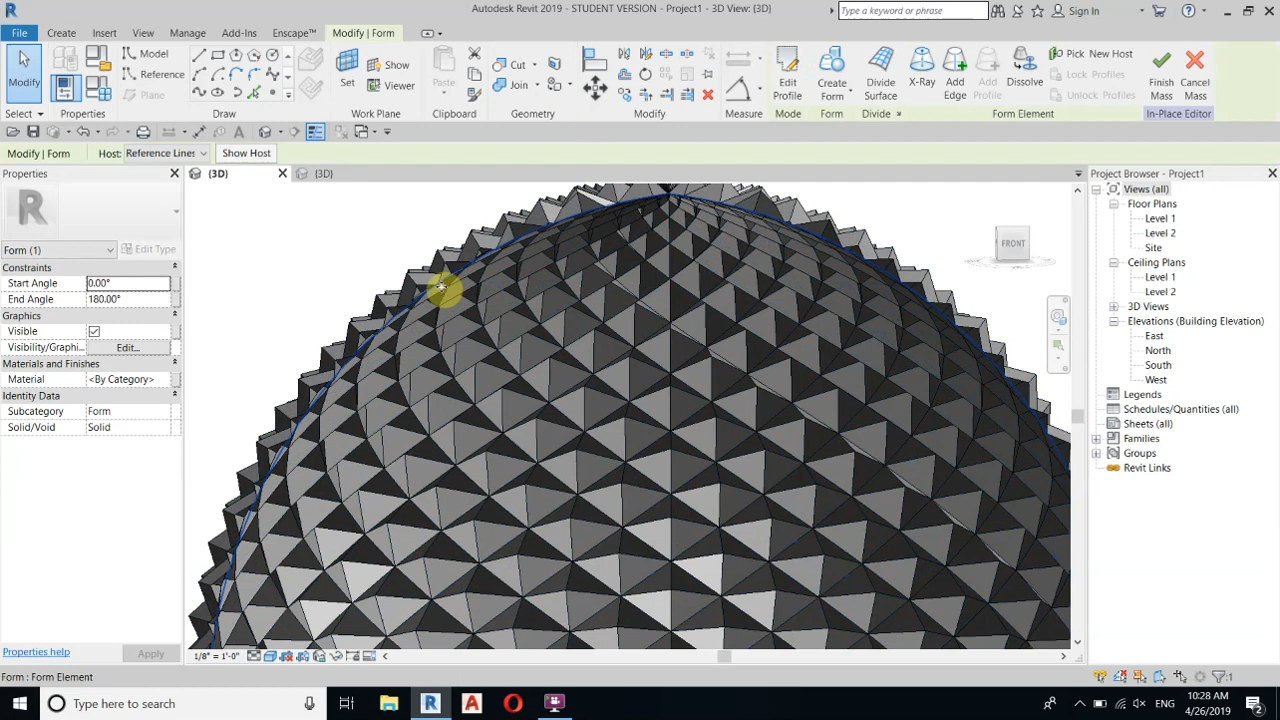 Autodesk Revit 2019 - STUDENT VERSION - Project1 - 3D View: {3D}
Type a keyword or phrase
Sign In
File Create Insert View Manage Add-Ins Enscape™ Modify | Form
Modify
Model
Reference
Plane
Set
Show
Viewer
Paste
Cut
Join
Edit Profile
Create Form
Divide Surface
X-Ray
Add Edge
Add Profile
Dissolve
Pick New Host
Lock Profiles
Unlock Profiles
Finish Mass
Cancel Mass
Select Properties Draw Work Plane Clipboard Geometry Modify Measure Mode Form Divide Form Element In-Place Editor
Modify | Form Host: Reference Lines Show Host
Properties
{3D}
{3D}
Project Browser - Project1
Form (1) Edit Type
Constraints
Start Angle 0.00°
End Angle 180.00°
Graphics
Visible
Visibility/Graphi... Edit...
Materials and Finishes
Material <By Category>
Identity Data
Subcategory Form
Solid/Void Solid
Properties help Apply
FRONT
Views (all)
Floor Plans
Level 1
Level 2
Site
Ceiling Plans
Level 1
Level 2
3D Views
Elevations (Building Elevation)
East
North
South
West
Legends
Schedules/Quantities (all)
Sheets (all)
Families
Groups
Revit Links
1/8" = 1'-0"
Form : Form Element
:1
Type here to search
ENG
10:28 AM
4/26/2019
2